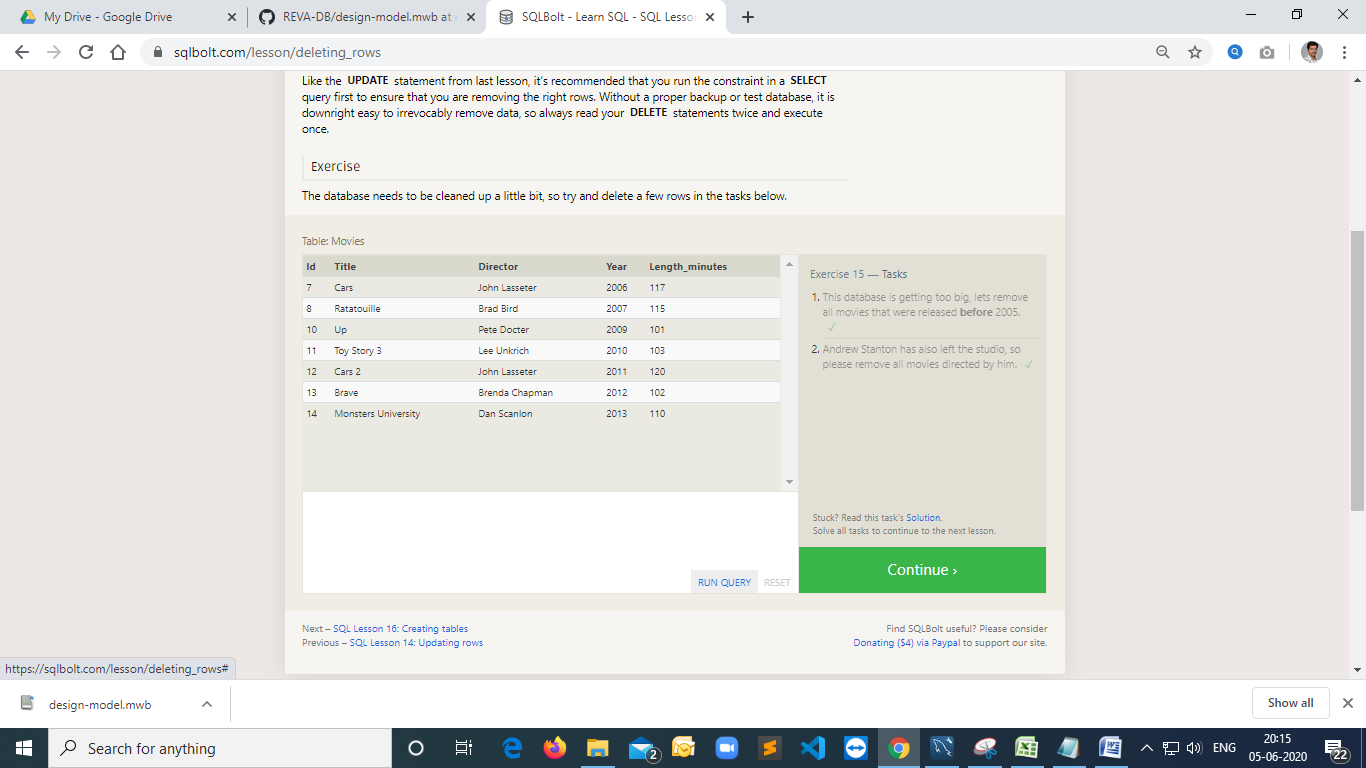 My Drive - Google Drive
REVA-DB/design-model.mwb at
SQLBolt - Learn SQL - SQL Lesso
sqlbolt.com/lesson/deleting_rows
Like the UPDATE statement from last lesson, it's recommended that you run the constraint in a SELECT
query first to ensure that you are removing the right rows. Without a proper backup or test database, it is
downright easy to irrevocably remove data, so always read your DELETE statements twice and execute
once.
Exercise
The database needs to be cleaned up a little bit, so try and delete a few rows in the tasks below.
Table: Movies
Id Title Director Year Length_minutes
7 Cars John Lasseter 2006 117
8 Ratatouille Brad Bird 2007 115
10 Up Pete Docter 2009 101
11 Toy Story 3 Lee Unkrich 2010 103
12 Cars 2 John Lasseter 2011 120
13 Brave Brenda Chapman 2012 102
14 Monsters University Dan Scanlon 2013 110
RUN QUERY RESET
Exercise 15 — Tasks
1. This database is getting too big, lets remove
all movies that were released before 2005.
✓
2. Andrew Stanton has also left the studio, so
please remove all movies directed by him. ✓
Stuck? Read this task's Solution.
Solve all tasks to continue to the next lesson.
Continue ›
Next – SQL Lesson 16: Creating tables
Previous – SQL Lesson 14: Updating rows
Find SQLBolt useful? Please consider
Donating ($4) via Paypal to support our site.
https://sqlbolt.com/lesson/deleting_rows#
design-model.mwb
Show all
Search for anything
2
ENG
20:15
05-06-2020
22